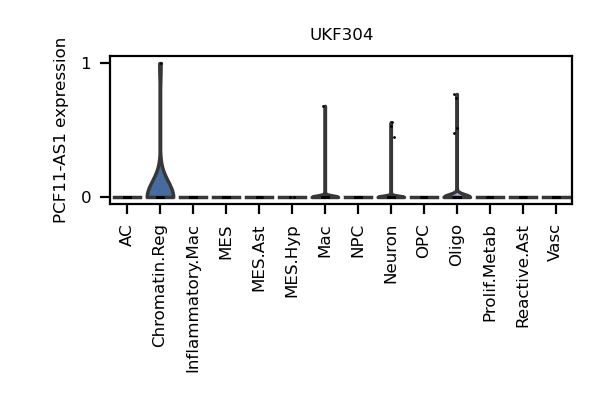 UKF304
PCF11-AS1 expression
1
0
AC
Chromatin.Reg
Inflammatory.Mac
MES
MES.Ast
MES.Hyp
Mac
NPC
Neuron
OPC
Oligo
Prolif.Metab
Reactive.Ast
Vasc